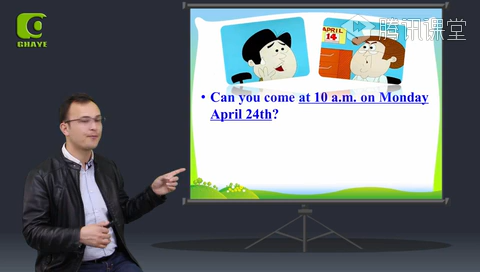 GHAYE
腾讯课堂
APRIL
14
• Can you come at 10 a.m. on Monday
April 24th?